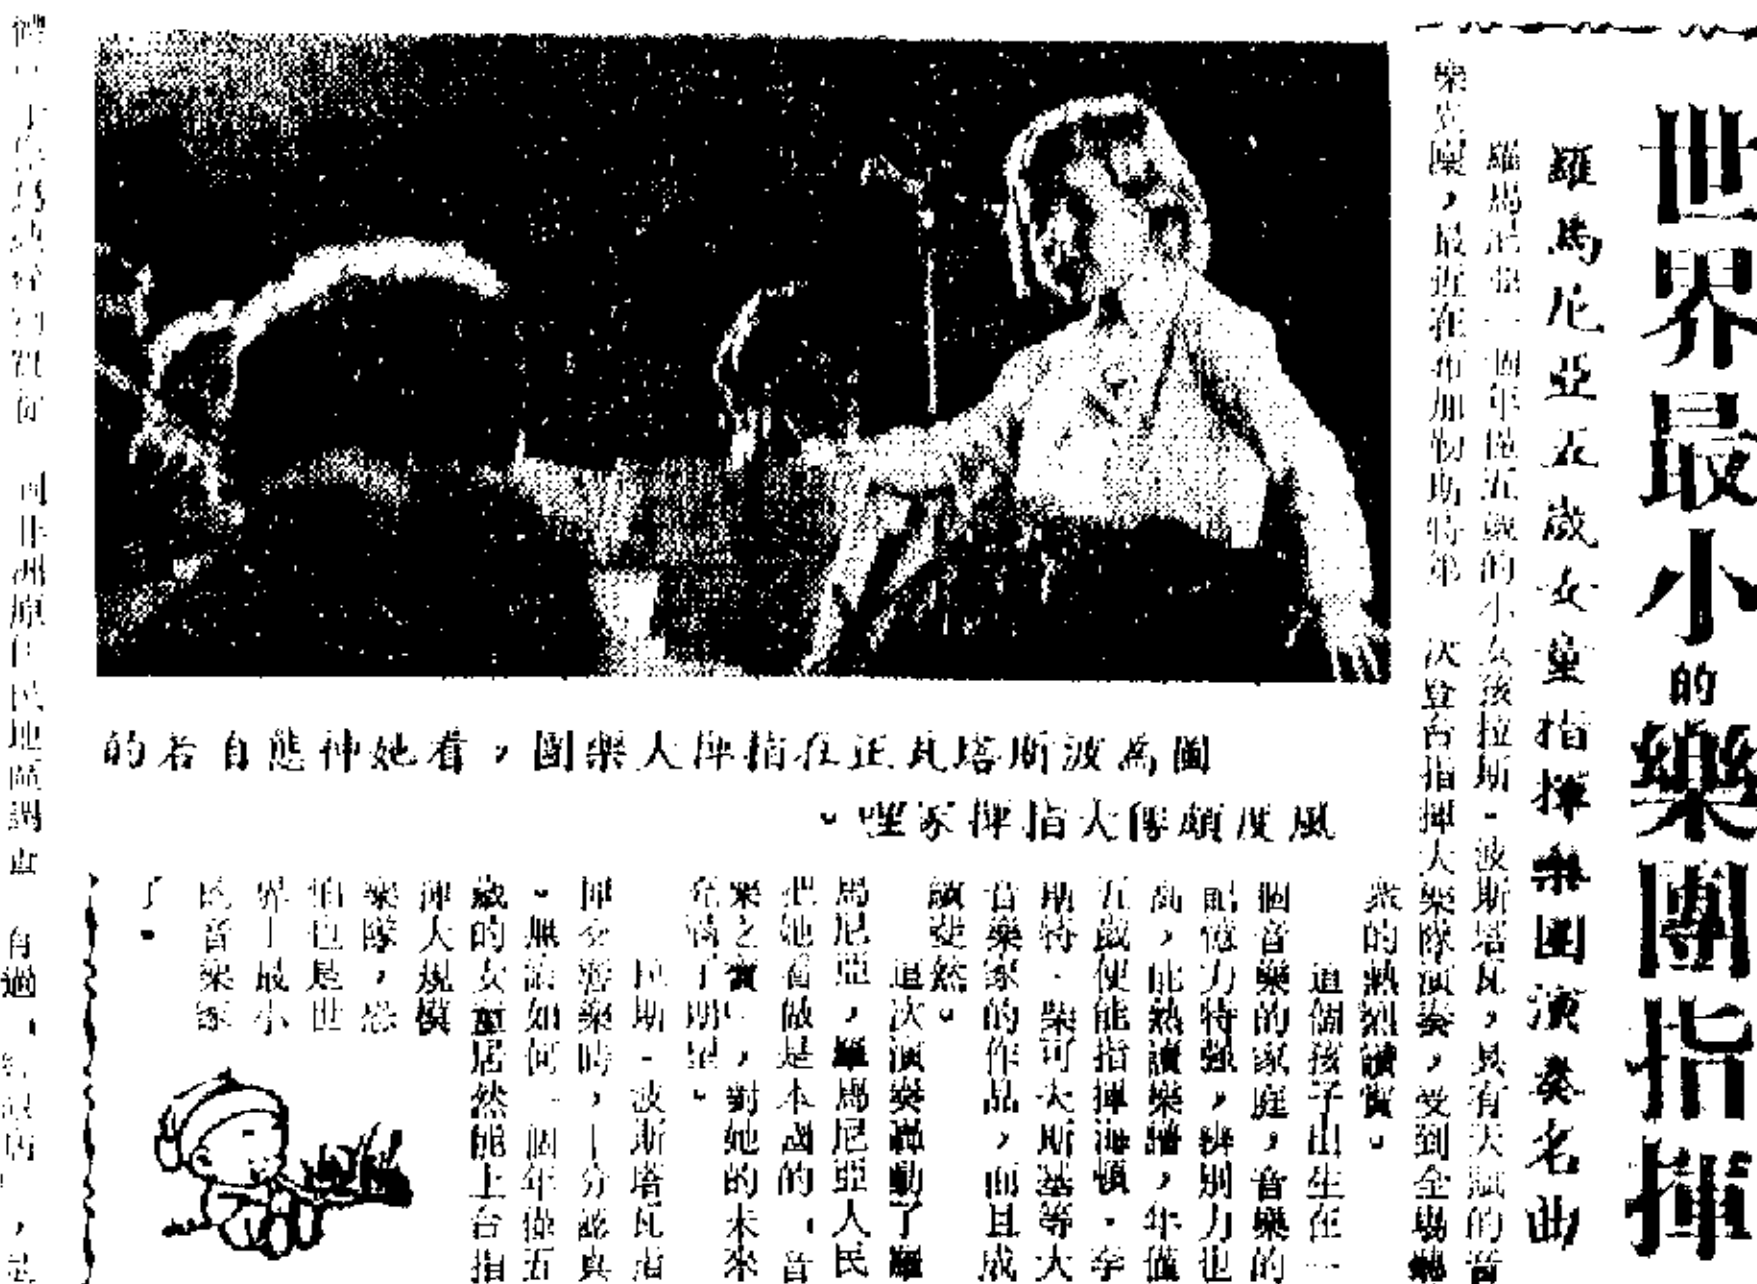 世界最小的樂團指揮
羅馬尼亞五歲女童指揮樂團演奏名曲
羅馬尼亞一個年僅五歲的小女孩拉斯·波斯塔瓦，具有天賦的音
樂 ，最近在布加勒斯特第 次登台指揮大樂隊演奏，受到全場聽
衆的熱烈讚賞。
這個孩子出生在一
個音樂的家庭，音樂的
記憶力特強，辨別力也
高，能熟讀樂譜，年僅
五歲便能指揮海頓·李
斯特·柴可夫斯基等大
音樂家的作品，而且成
績斐然。
這次演奏轟動了羅
馬尼亞，羅馬尼亞人民
把她看做是本國的「音
樂之寶」，對她的未來
充滿了期望。
拉斯·波斯塔瓦指
揮交響樂時，十分認真
。無論如何一個年僅五
歲的女童居然能上台指
揮大規模
樂隊，恐
怕也是世
界上最小
的音樂家
了。
圖為波斯塔瓦正在指揮大樂團，看她神態自若的
風度頗像大指揮家哩。